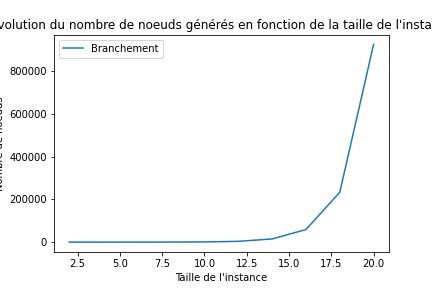 volution du nombre de noeuds générés en fonction de la taille de l'insta
Branchement
800000
600000
400000
200000
0
2.5 5.0 7.5 10.0 12.5 15.0 17.5 20.0
Taille de l'instance